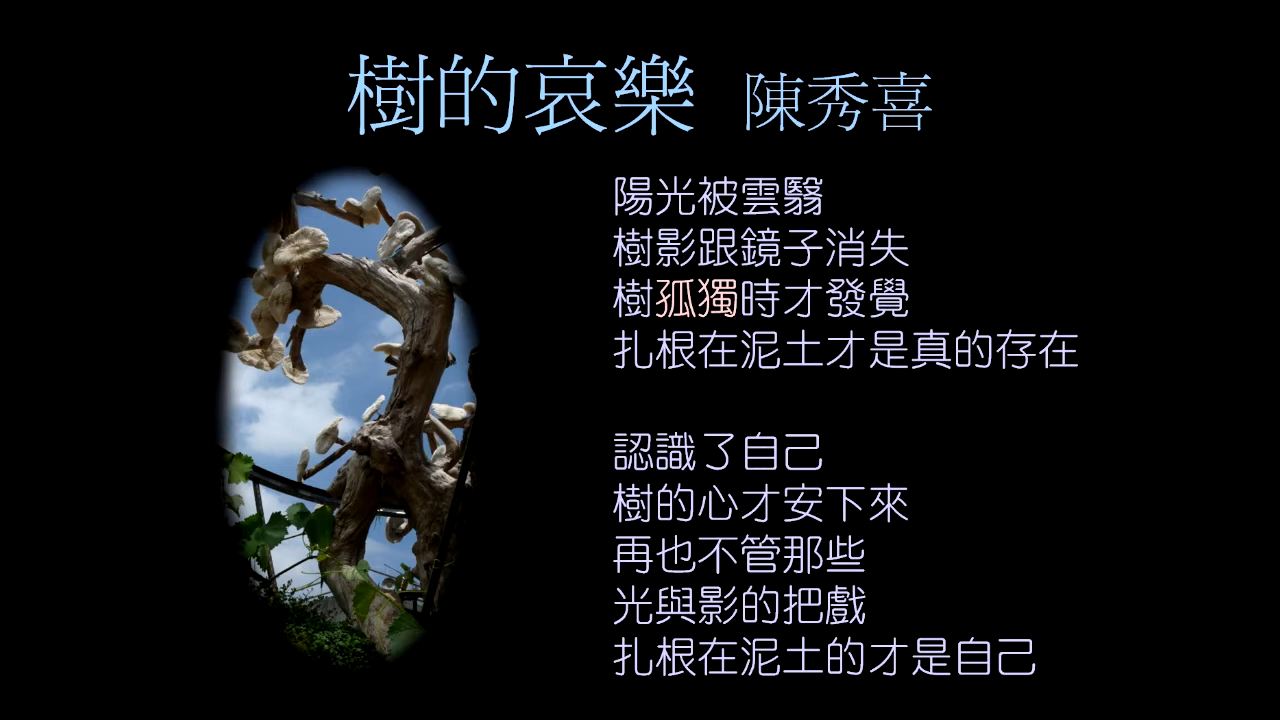 樹的哀樂 陳秀喜
陽光被雲翳
樹影跟鏡子消失
樹孤獨時才發覺
扎根在泥土才是真的存在
認識了自己
樹的心才安下來
再也不管那些
光與影的把戲
扎根在泥土的才是自己